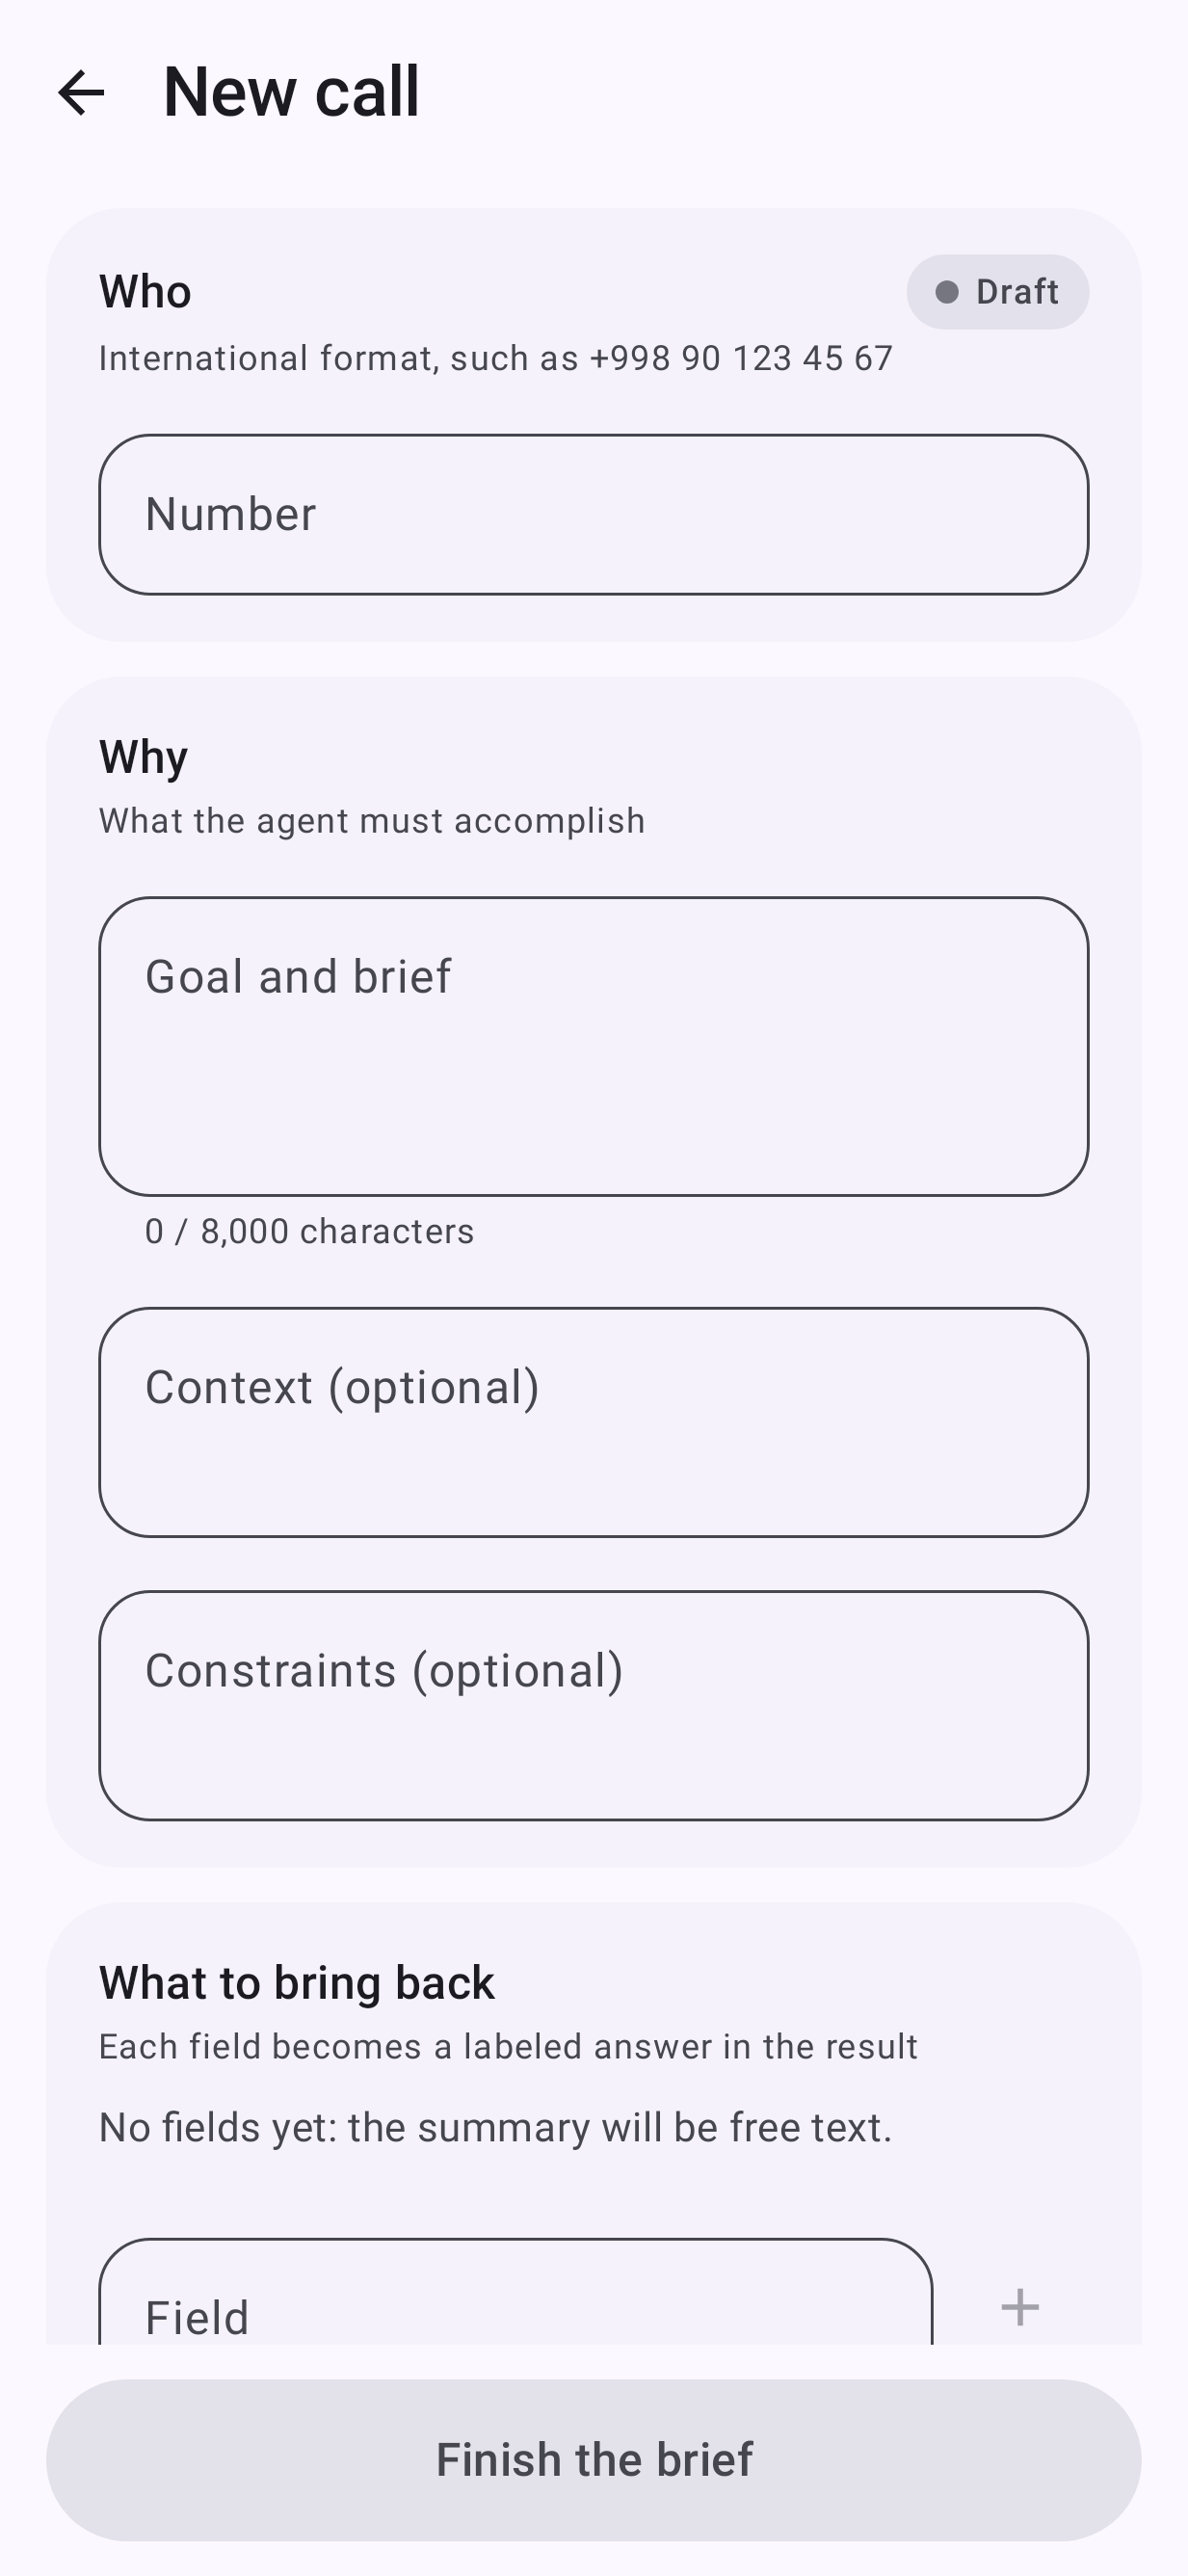 New call
Who
Draft
International format, such as +998 90 123 45 67
Number
Why
What the agent must accomplish
Goal and brief
0 / 8,000 characters
Context (optional)
Constraints (optional)
What to bring back
Each field becomes a labeled answer in the result
No fields yet: the summary will be free text.
Field
Finish the brief